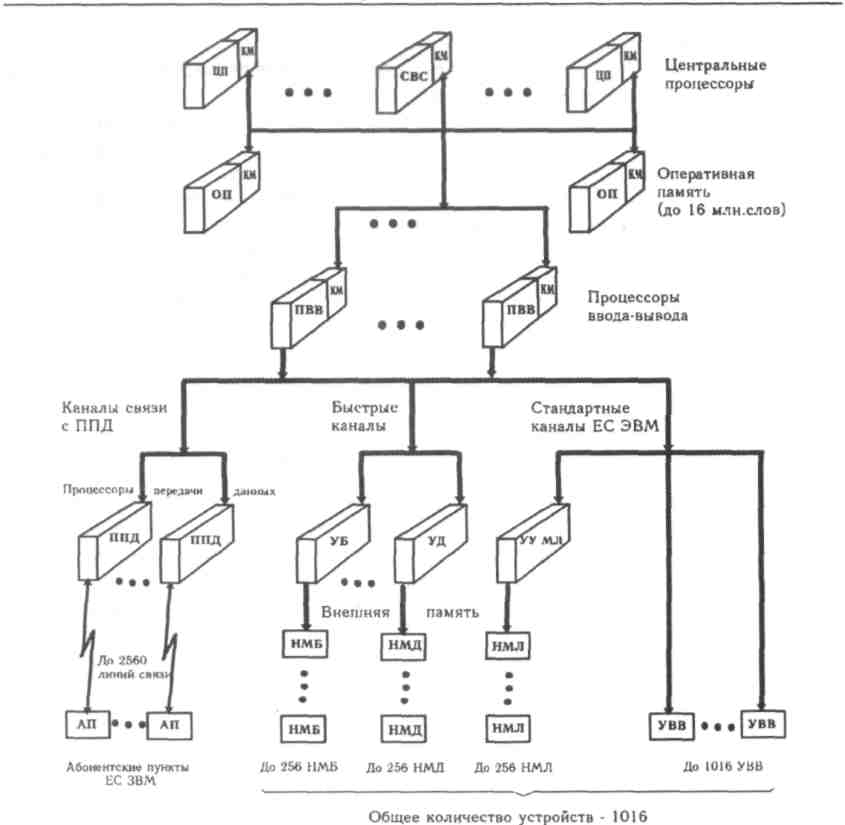 ЦП КМ
СВС КМ
ЦП КМ
Центральные
процессоры
ОП КМ
ОП КМ
Оперативная
память
(до 16 млн.слов)
ПВВ КМ
ПВВ КМ
Процессоры
ввода-вывода
Каналы связи
с ППД
Быстрые
каналы
Стандартные
каналы ЕС ЭВМ
Процессоры передачи данных
ППД
ППД
УБ
УД
УУ МЛ
Внешняя память
До 2560
линий связи
НМБ
НМД
НМЛ
АП
АП
НМБ
НМД
НМЛ
УВВ
УВВ
Абонентские пункты
ЕС ЗВМ
До 256 НМБ
До 256 НМД
До 256 НМЛ
До 1016 УВВ
Общее количество устройств - 1016